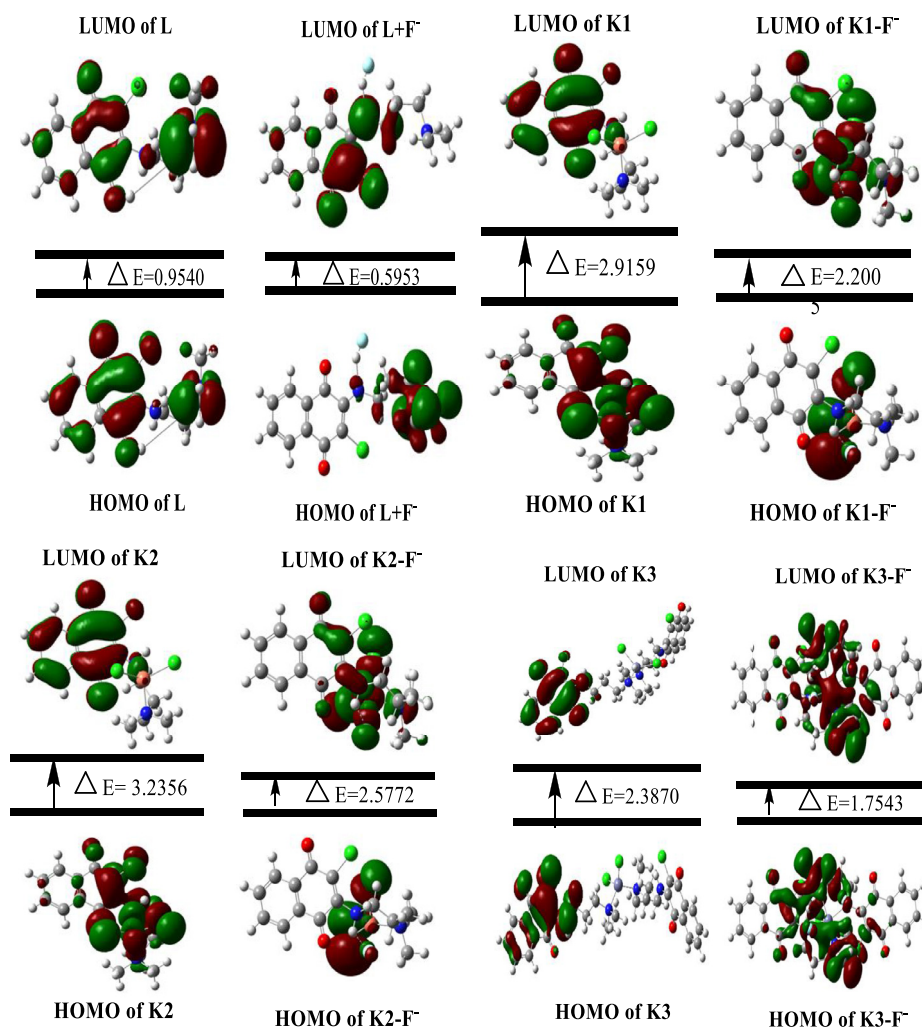 LUMO of L
LUMO of L+F⁻
LUMO of K1
LUMO of K1-F⁻
△ E=0.9540
△ E=0.5953
△ E=2.9159
△ E=2.200
5
HOMO of L
HOMO of L+F⁻
HOMO of K1
HOMO of K1-F⁻
LUMO of K2
LUMO of K2-F⁻
LUMO of K3
LUMO of K3-F⁻
△ E= 3.2356
△ E=2.5772
△ E=2.3870
△ E=1.7543
HOMO of K2
HOMO of K2-F⁻
HOMO of K3
HOMO of K3-F⁻